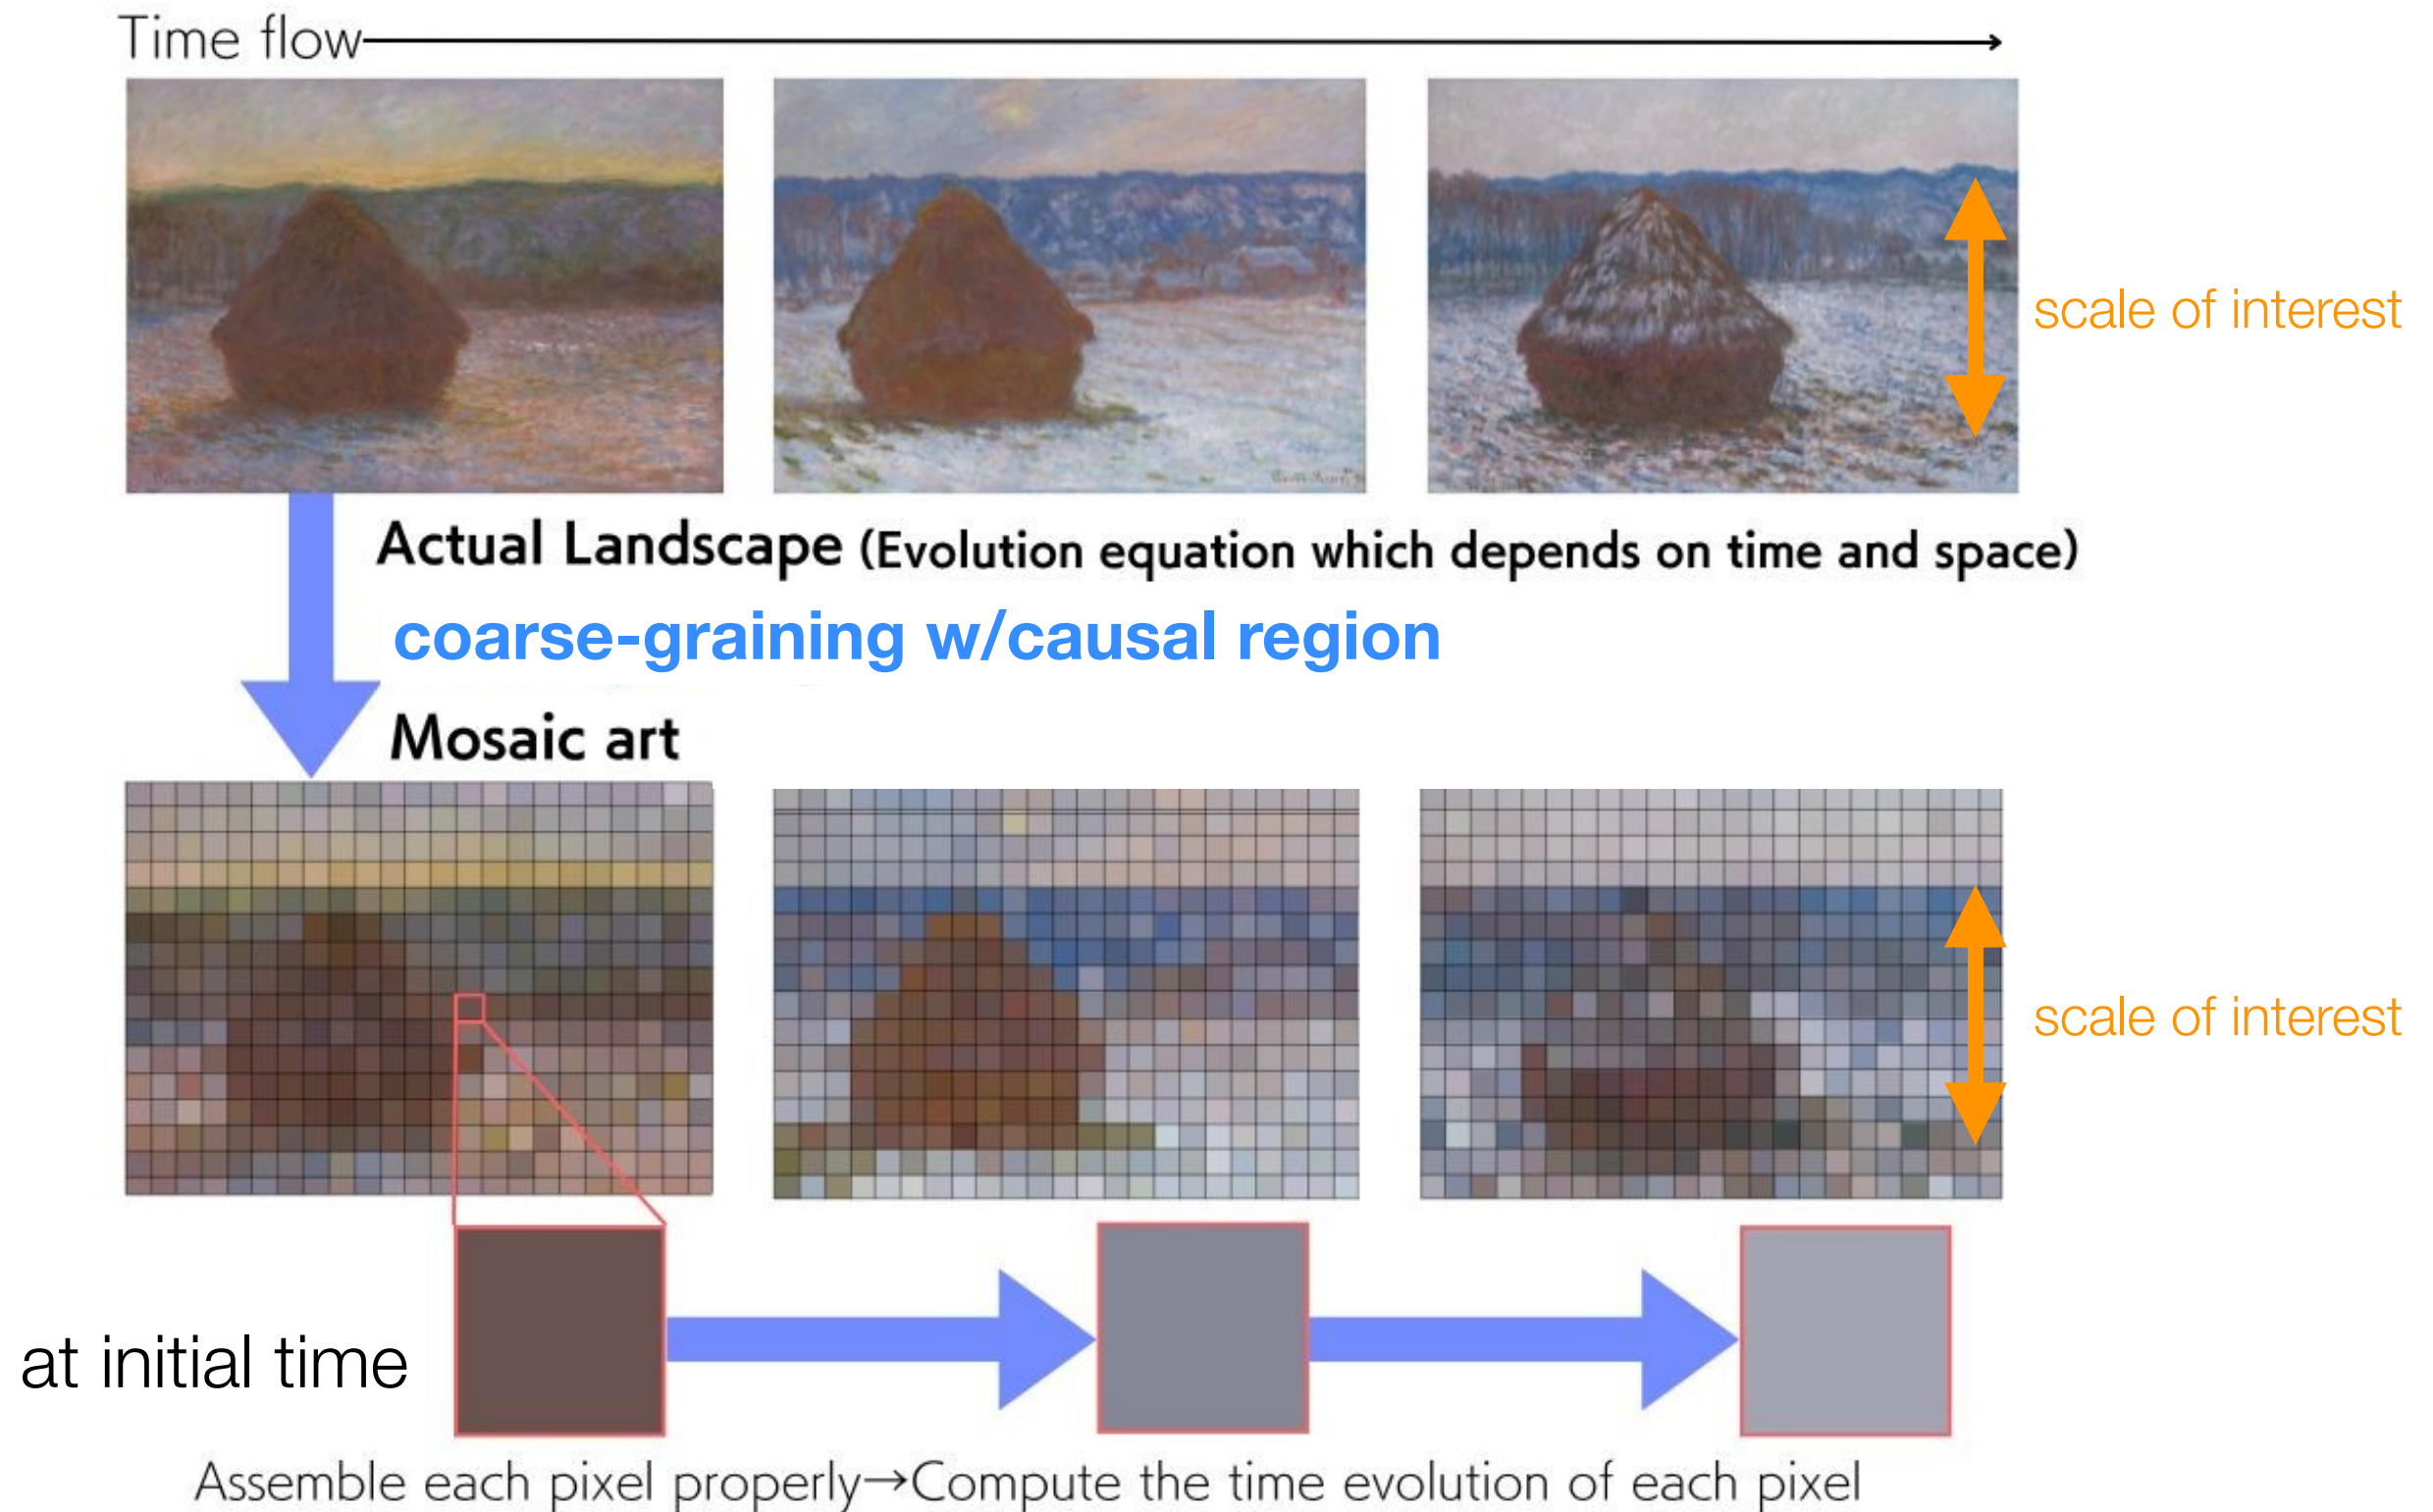 Time flow
scale of interest
Actual Landscape (Evolution equation which depends on time and space)
coarse-graining w/causal region
Mosaic art
scale of interest
at initial time
Assemble each pixel properly→Compute the time evolution of each pixel